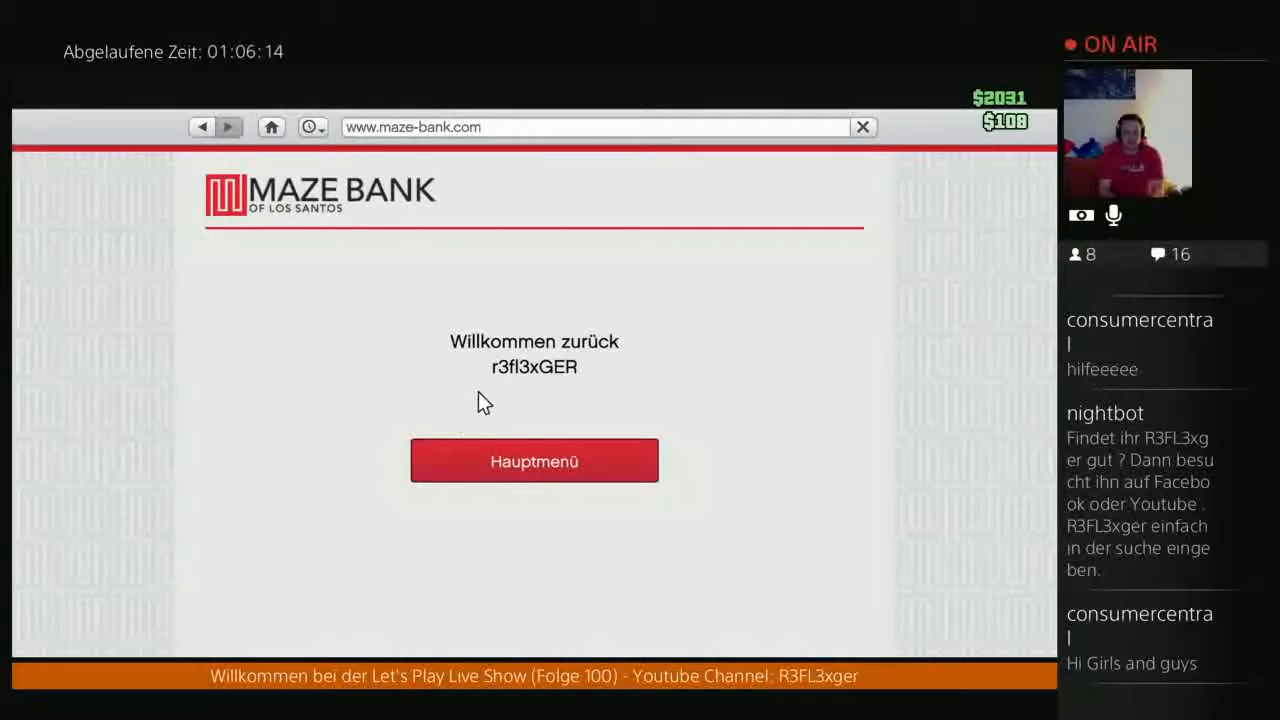 Abgelaufene Zeit: 01:06:14
ON AIR
$2031
$108
www.maze-bank.com
MAZE BANK
OF LOS SANTOS
Willkommen zurück
r3fl3xGER
Hauptmenü
8 16
consumercentra
l
hilfeeeee
nightbot
Findet ihr R3FL3xg
er gut ? Dann besu
cht ihn auf Facebo
ok oder Youtube .
R3FL3xger einfach
in der suche einge
ben.
consumercentra
l
Hi Girls and guys
Willkommen bei der Let's Play Live Show (Folge 100) - Youtube Channel: R3FL3xger